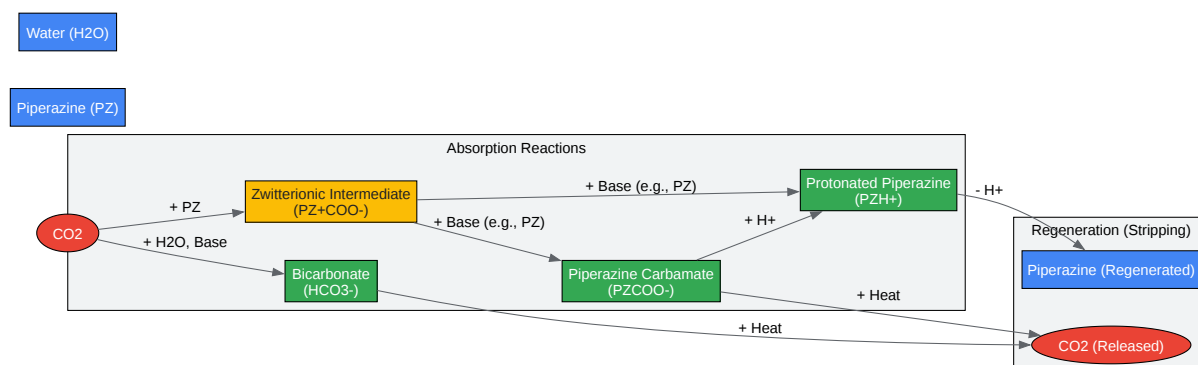 Water (H2O)
Piperazine (PZ)
Absorption Reactions
Zwitterionic Intermediate
(PZ+COO-)
+ Base (e.g., PZ)
Protonated Piperazine
(PZH+)
- H+
+ PZ
+ Base (e.g., PZ)
+ H+
CO2
+ H2O, Base
Regeneration (Stripping)
Bicarbonate
(HCO3-)
Piperazine Carbamate
(PZCOO-)
Piperazine (Regenerated)
+ Heat
+ Heat
CO2 (Released)